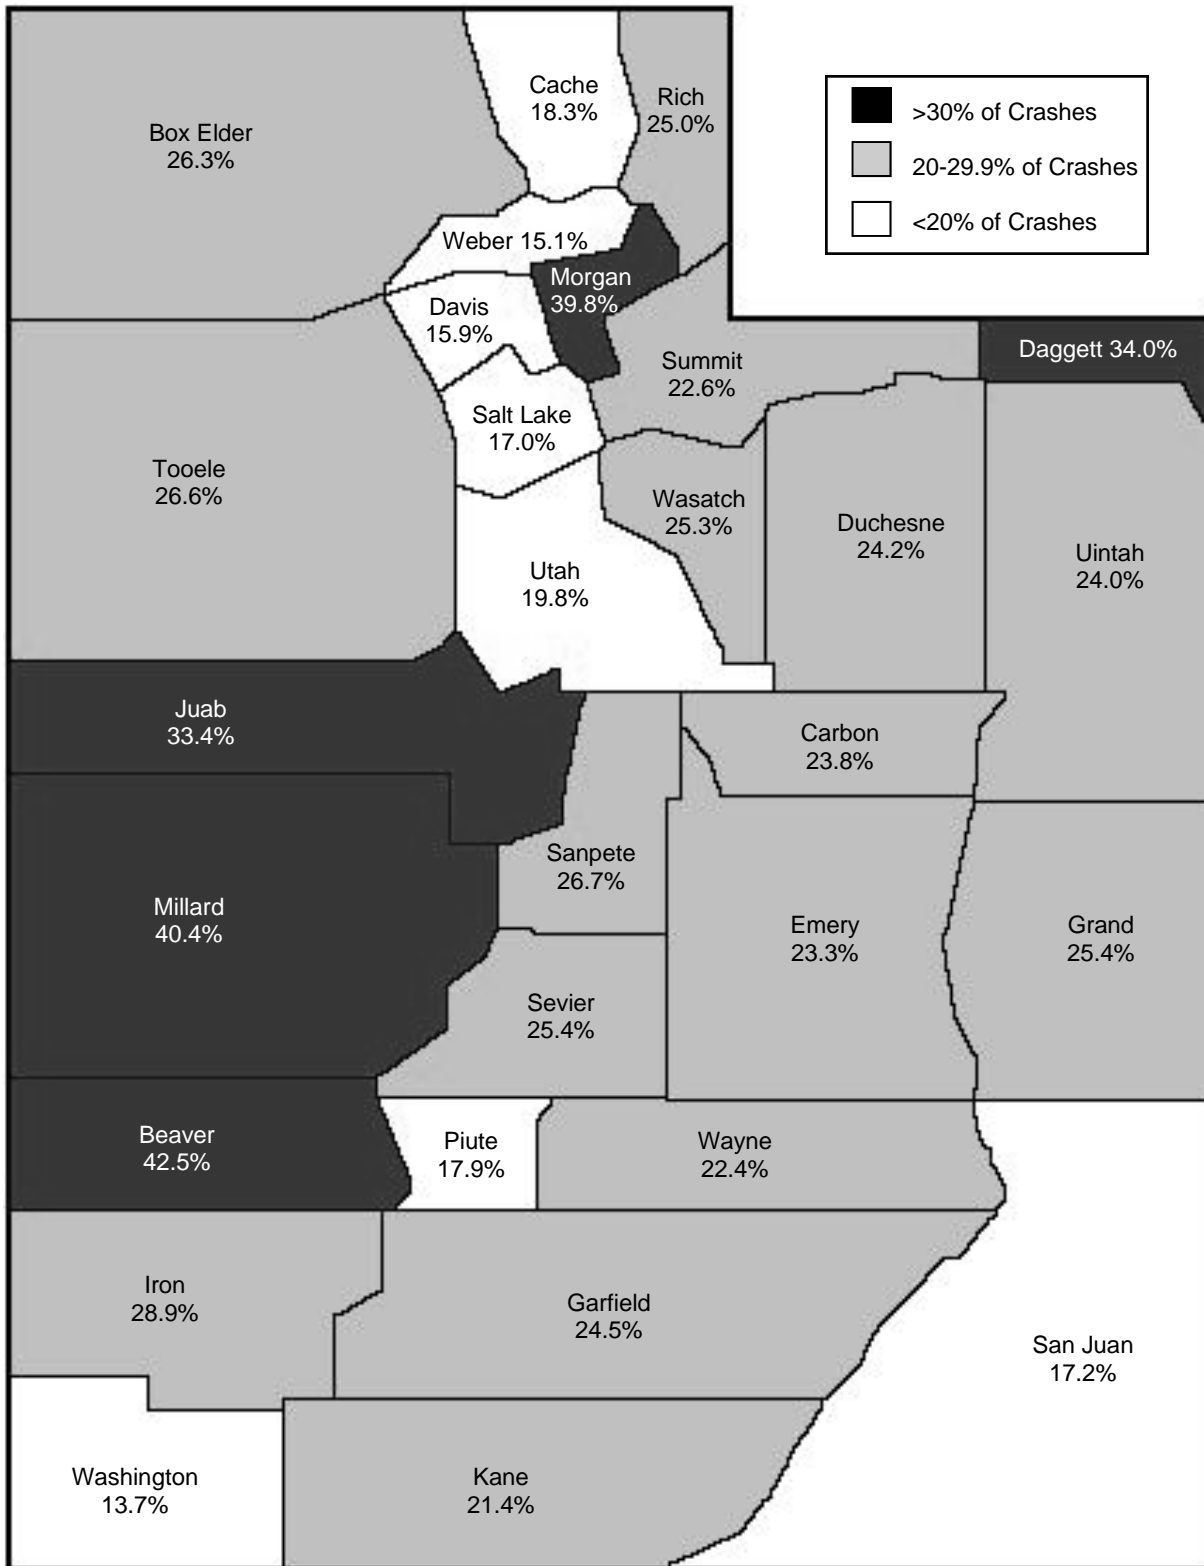 Cache
18.3%
Rich
25.0%
Box Elder
26.3%
>30% of Crashes
20-29.9% of Crashes
<20% of Crashes
Weber 15.1%
Morgan
39.8%
Davis
15.9%
Daggett 34.0%
Summit
22.6%
Salt Lake
17.0%
Tooele
26.6%
Wasatch
25.3%
Duchesne
24.2%
Uintah
24.0%
Utah
19.8%
Juab
33.4%
Carbon
23.8%
Sanpete
26.7%
Millard
40.4%
Emery
23.3%
Grand
25.4%
Sevier
25.4%
Beaver
42.5%
Piute
17.9%
Wayne
22.4%
Iron
28.9%
Garfield
24.5%
San Juan
17.2%
Washington
13.7%
Kane
21.4%